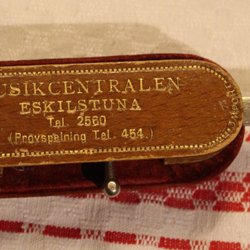 USIKCENTRALEN
ESKILSTUNA
Tel. 2560
(Provspelning Tel. 454.)